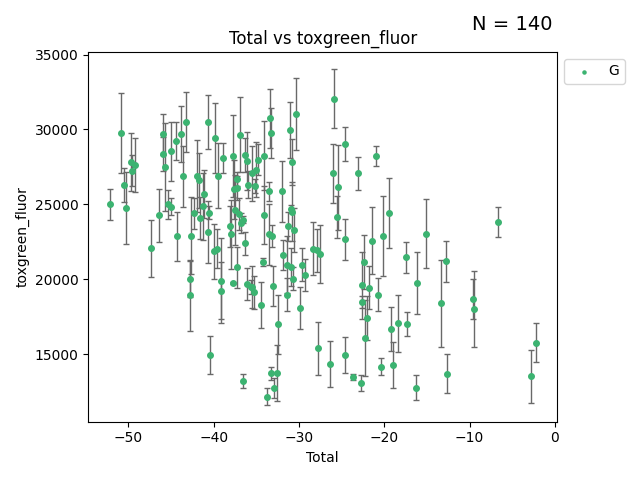 N = 140
Total vs toxgreen_fluor
G
35000
30000
25000
20000
15000
toxgreen_fluor
−50
−40
−30
−20
−10
0
Total